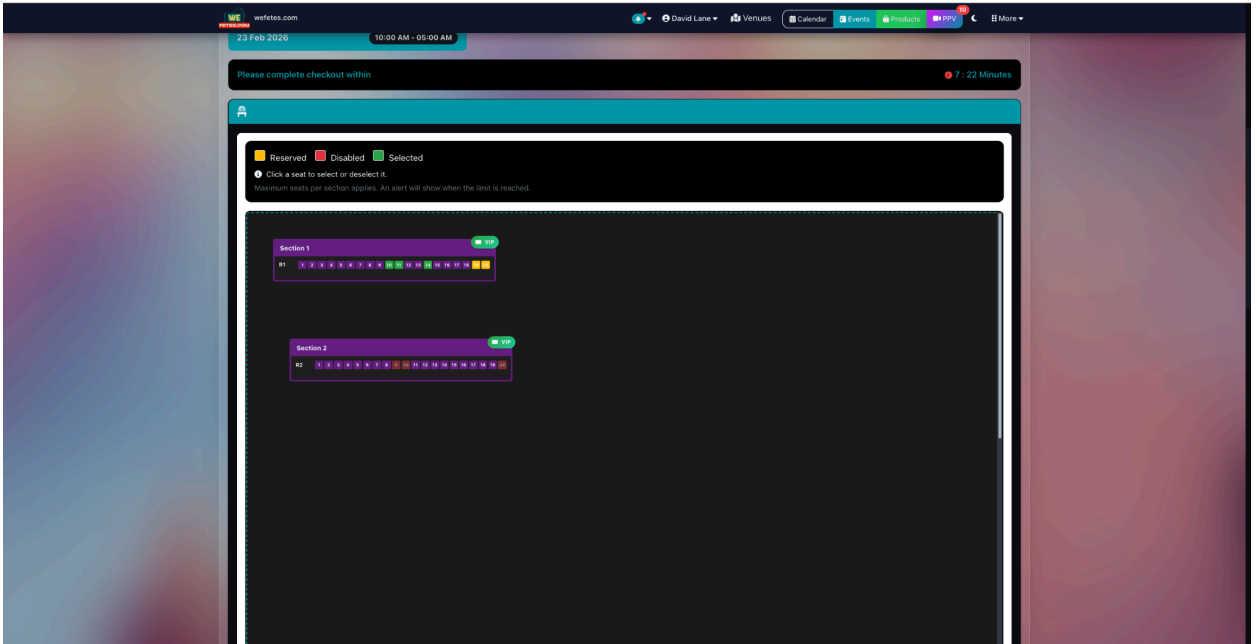 WE
FETES.COM
wefetes.com
David Lane
Venues
Calendar
Events
Products
PPV
10
More
23 Feb 2026
10:00 AM - 05:00 AM
Please complete checkout within
7 : 22 Minutes
Reserved
Disabled
Selected
Click a seat to select or deselect it.
Maximum seats per section applies. An alert will show when the limit is reached.
Section 1
VIP
R1 1 2 3 4 5 6 7 8 9 10 11 12 13 14 15 16 17 18
Section 2
VIP
R2 1 2 3 4 5 6 7 8 9 10 11 12 13 14 15 16 17 18 19 20